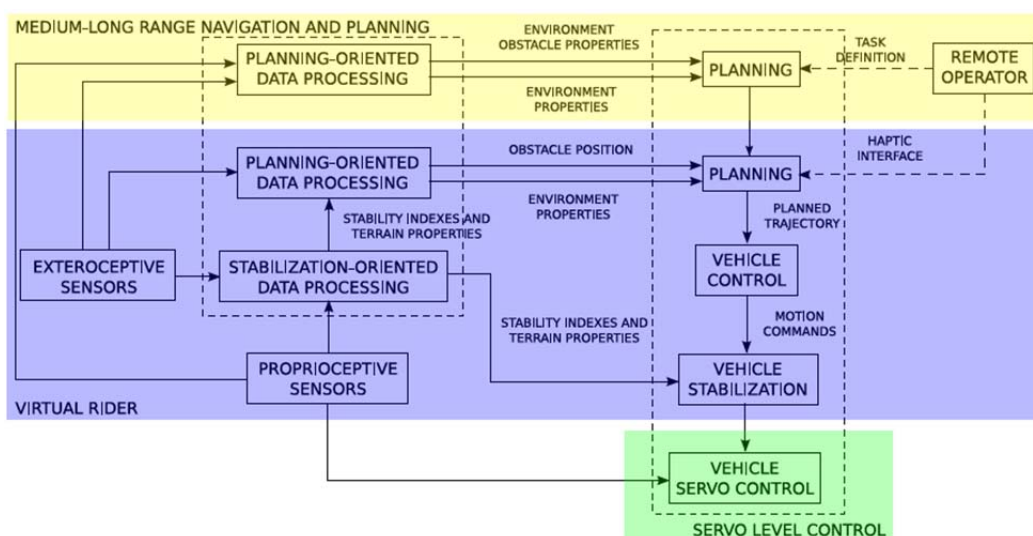 MEDIUM-LONG RANGE NAVIGATION AND PLANNING
PLANNING-ORIENTED
DATA PROCESSING
ENVIRONMENT
OBSTACLE PROPERTIES
ENVIRONMENT
PROPERTIES
PLANNING
TASK
DEFINITION
REMOTE
OPERATOR
PLANNING-ORIENTED
DATA PROCESSING
OBSTACLE POSITION
ENVIRONMENT
PROPERTIES
PLANNING
HAPTIC
INTERFACE
STABILITY INDEXES AND
TERRAIN PROPERTIES
PLANNED
TRAJECTORY
EXTEROCEPTIVE
SENSORS
STABILIZATION-ORIENTED
DATA PROCESSING
VEHICLE
CONTROL
STABILITY INDEXES AND
TERRAIN PROPERTIES
MOTION
COMMANDS
PROPRIOCEPTIVE
SENSORS
VEHICLE
STABILIZATION
VIRTUAL RIDER
VEHICLE
SERVO CONTROL
SERVO LEVEL CONTROL